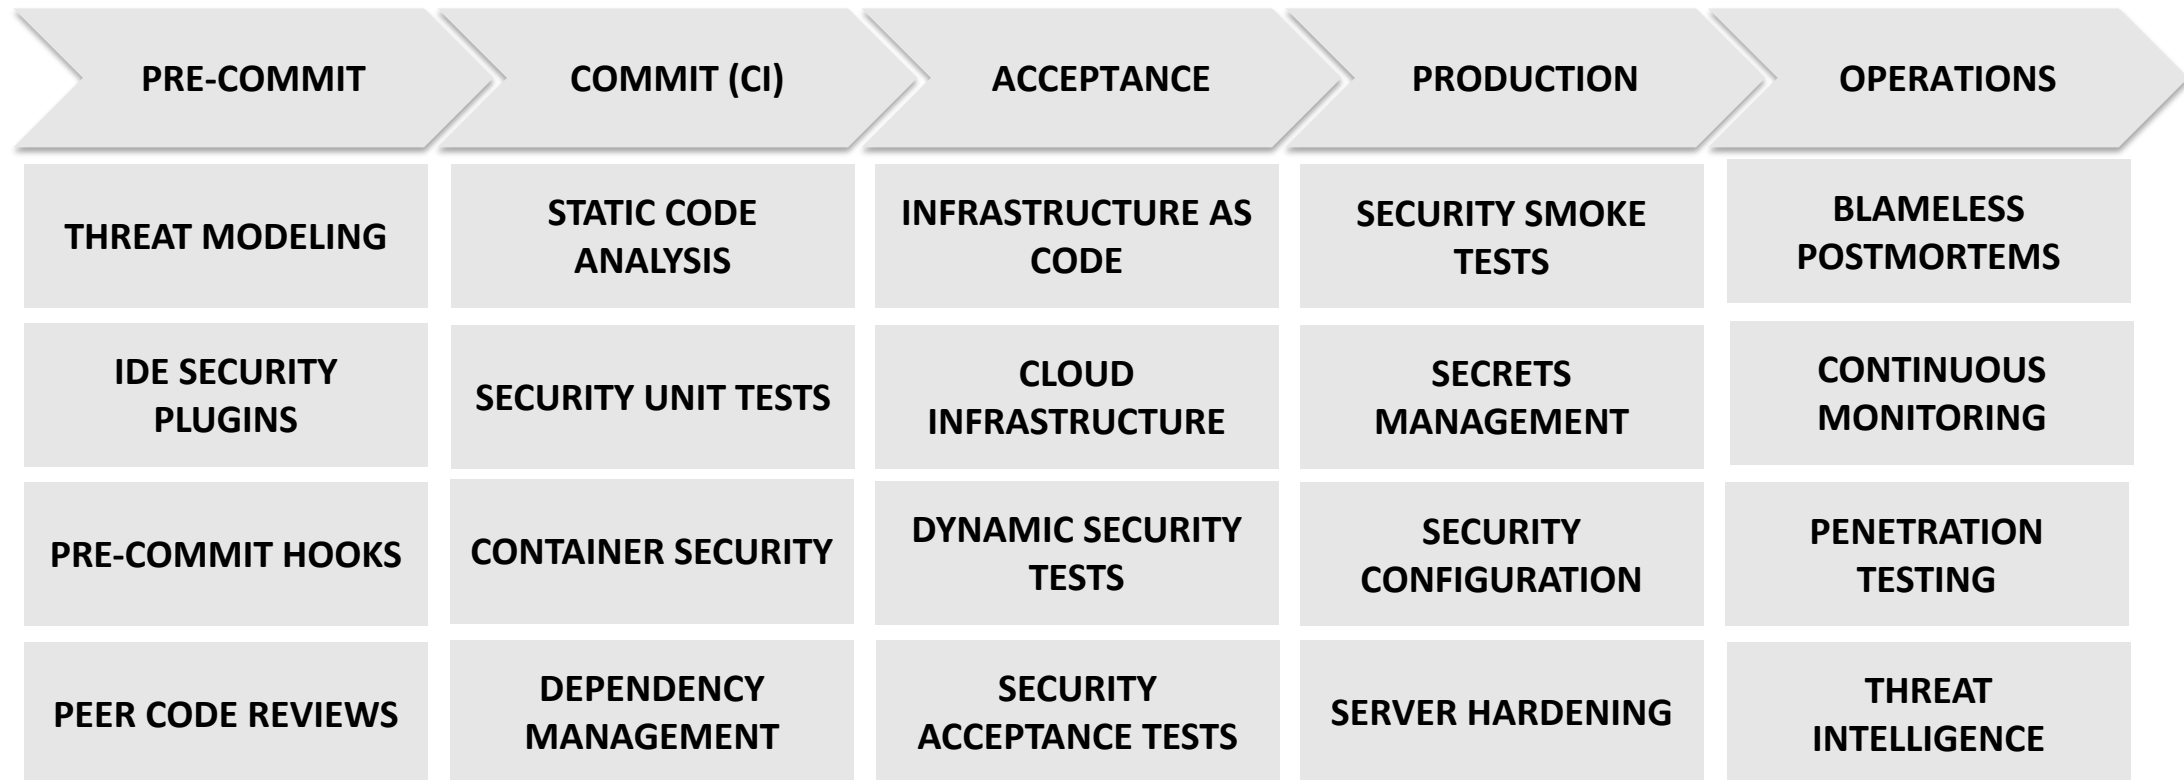 PRE-COMMIT
COMMIT (CI)
ACCEPTANCE
PRODUCTION
OPERATIONS
THREAT MODELING
STATIC CODE
ANALYSIS
INFRASTRUCTURE AS
CODE
SECURITY SMOKE
TESTS
BLAMELESS
POSTMORTEMS
IDE SECURITY
PLUGINS
SECURITY UNIT TESTS
CLOUD
INFRASTRUCTURE
SECRETS
MANAGEMENT
CONTINUOUS
MONITORING
PRE-COMMIT HOOKS
CONTAINER SECURITY
DYNAMIC SECURITY
TESTS
SECURITY
CONFIGURATION
PENETRATION
TESTING
PEER CODE REVIEWS
DEPENDENCY
MANAGEMENT
SECURITY
ACCEPTANCE TESTS
SERVER HARDENING
THREAT
INTELLIGENCE